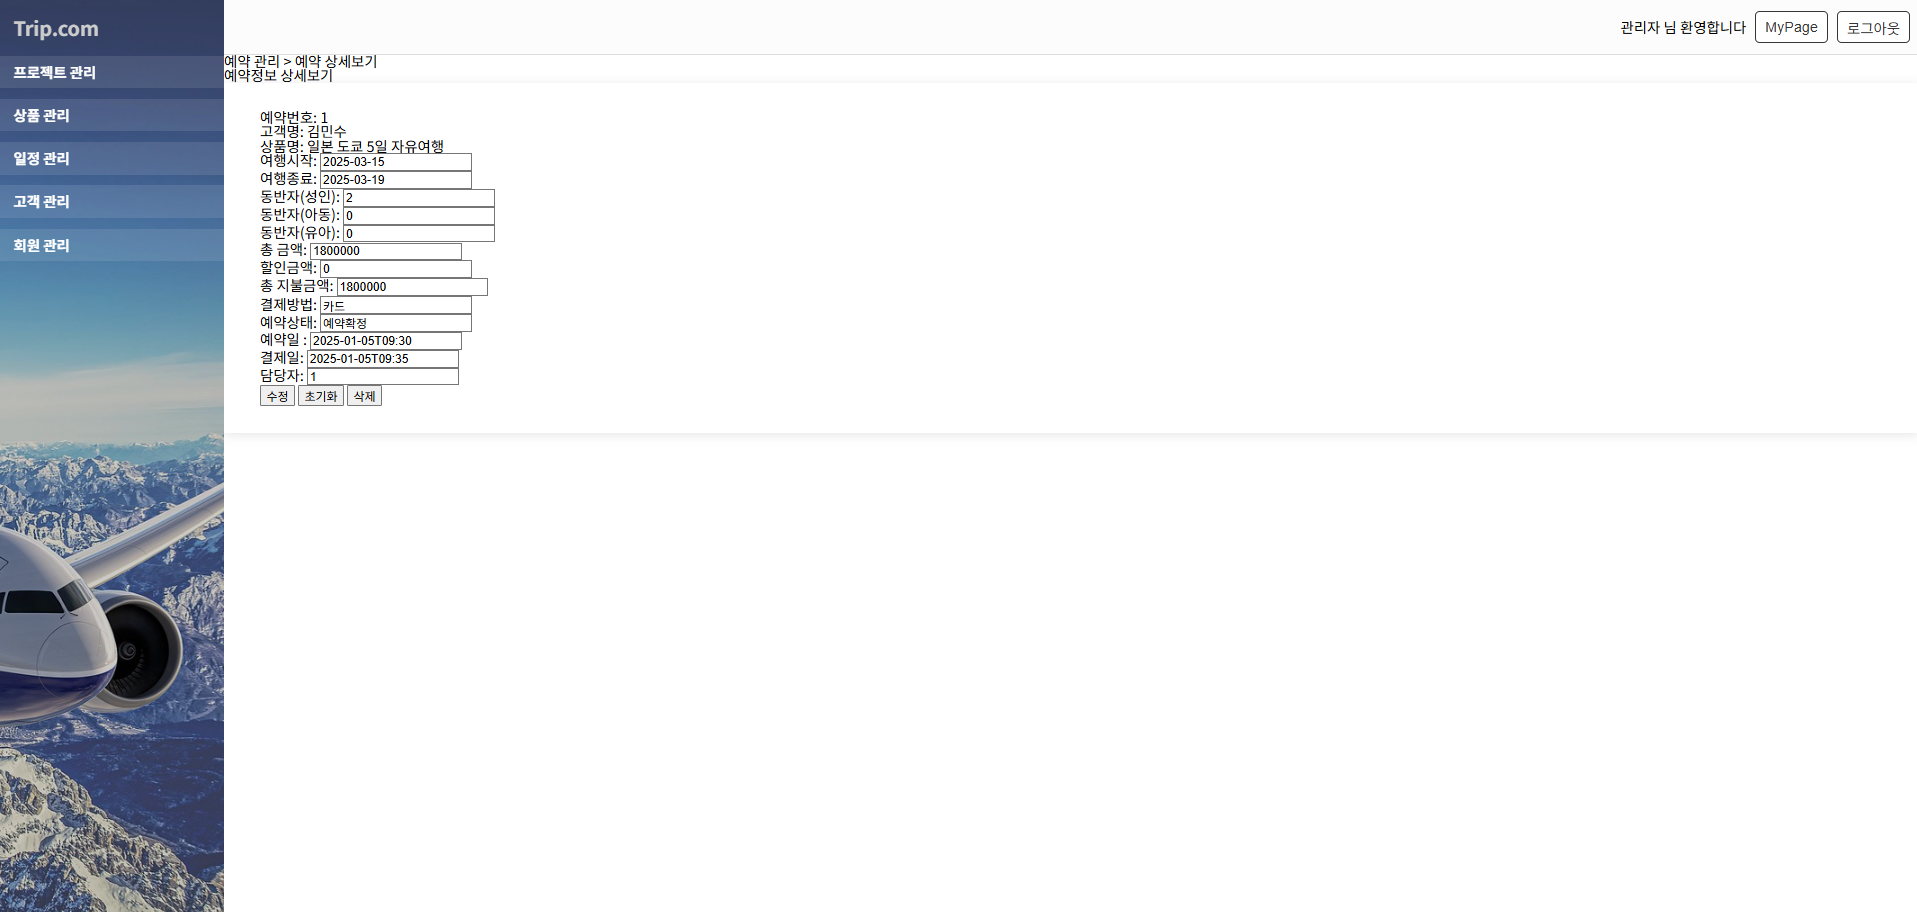 Trip.com
관리자 님 환영합니다 MyPage 로그아웃
프로젝트 관리
상품 관리
일정 관리
고객 관리
회원 관리
예약 관리 > 예약 상세보기
예약정보 상세보기
예약번호: 1
고객명: 김민수
상품명: 일본 도쿄 5일 자유여행
여행시작: 2025-03-15
여행종료: 2025-03-19
동반자(성인): 2
동반자(아동): 0
동반자(유아): 0
총 금액: 1800000
할인금액: 0
총 지불금액: 1800000
결제방법: 카드
예약상태: 예약확정
예약일 : 2025-01-05T09:30
결제일: 2025-01-05T09:35
담당자: 1
수정 초기화 삭제